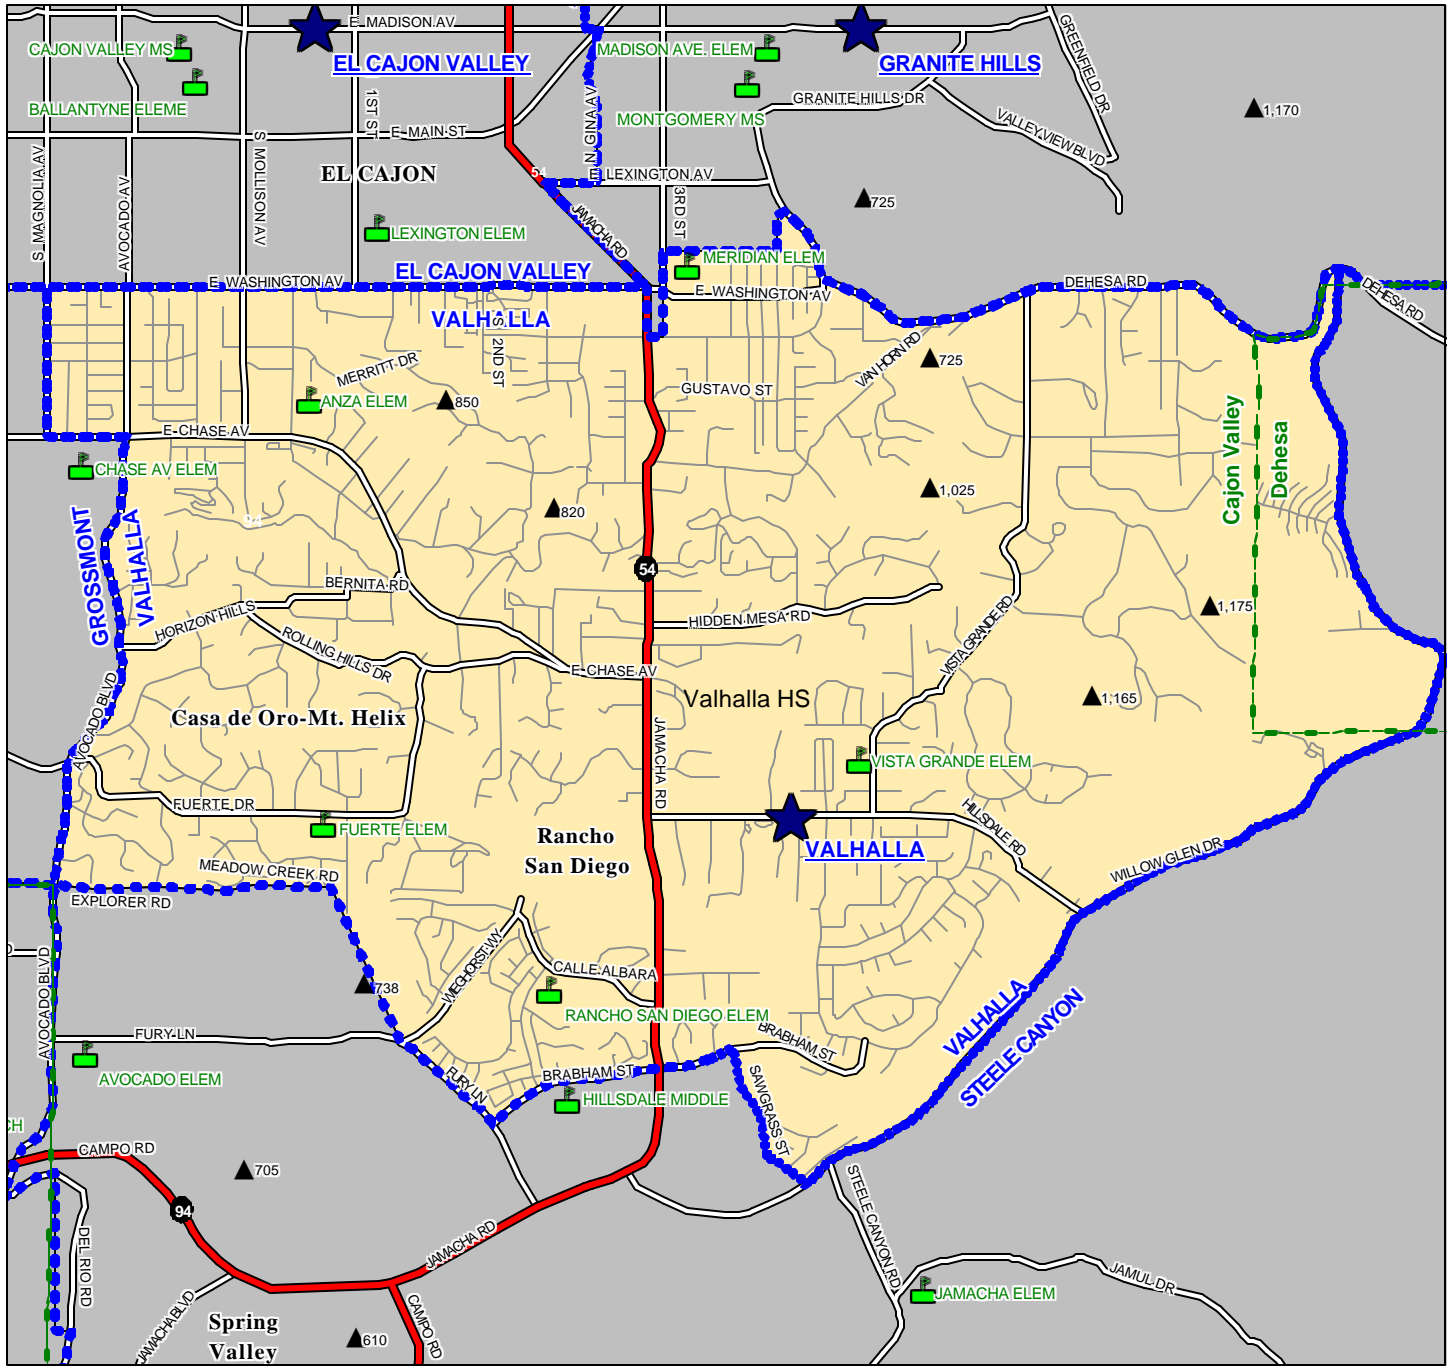 E MADISON AV
CAJON VALLEY MS
EL CAJON VALLEY
MADISON AVE. ELEM
GRANITE HILLS
GREENFIELD DR
BALLANTYNE ELEME
1ST ST
N GINA AV
MONTGOMERY MS
GRANITE HILLS DR
1,170
VALLEY VIEW BLVD
E MAIN ST
S MAGNOLIA AV
AVOCADO AV
S MOLLISON AV
EL CAJON
54
E LEXINGTON AV
3RD ST
725
JAMACHA RD
LEXINGTON ELEM
MERIDIAN ELEM
EL CAJON VALLEY
E WASHINGTON AV
E WASHINGTON AV
DEHESA RD
DEHESA RD
VALHALLA
S 2ND ST
MERRITT DR
ANZA ELEM
850
GUSTAVO ST
VAN HORN RD
725
E CHASE AV
CHASE AV ELEM
Cajon Valley
Dehesa
1,025
820
94
GROSSMONT
VALHALLA
54
BERNITA RD
HORIZON HILLS
ROLLING HILLS DR
HIDDEN MESA RD
VISTA GRANDE RD
1,175
E CHASE AV
AVOCADO BLVD
Casa de Oro-Mt. Helix
Valhalla HS
1,165
JAMACHA RD
VISTA GRANDE ELEM
FUERTE DR
FUERTE ELEM
Rancho
San Diego
VALHALLA
HILLSDALE RD
WILLOW GLEN DR
MEADOW CREEK RD
EXPLORER RD
AVOCADO BLVD
WEGHORST WY
CALLE ALBARA
738
RANCHO SAN DIEGO ELEM
BRABHAM ST
VALHALLA
STEELE CANYON
FURY LN
AVOCADO ELEM
FURY LN
BRABHAM ST
HILLSDALE MIDDLE
SAWGRASS ST
CH
CAMPO RD
705
94
STEELE CANYON RD
DEL RIO RD
JAMACHA RD
JAMACHA BLVD
CAMPO RD
JAMUL DR
JAMACHA ELEM
Spring
Valley
610